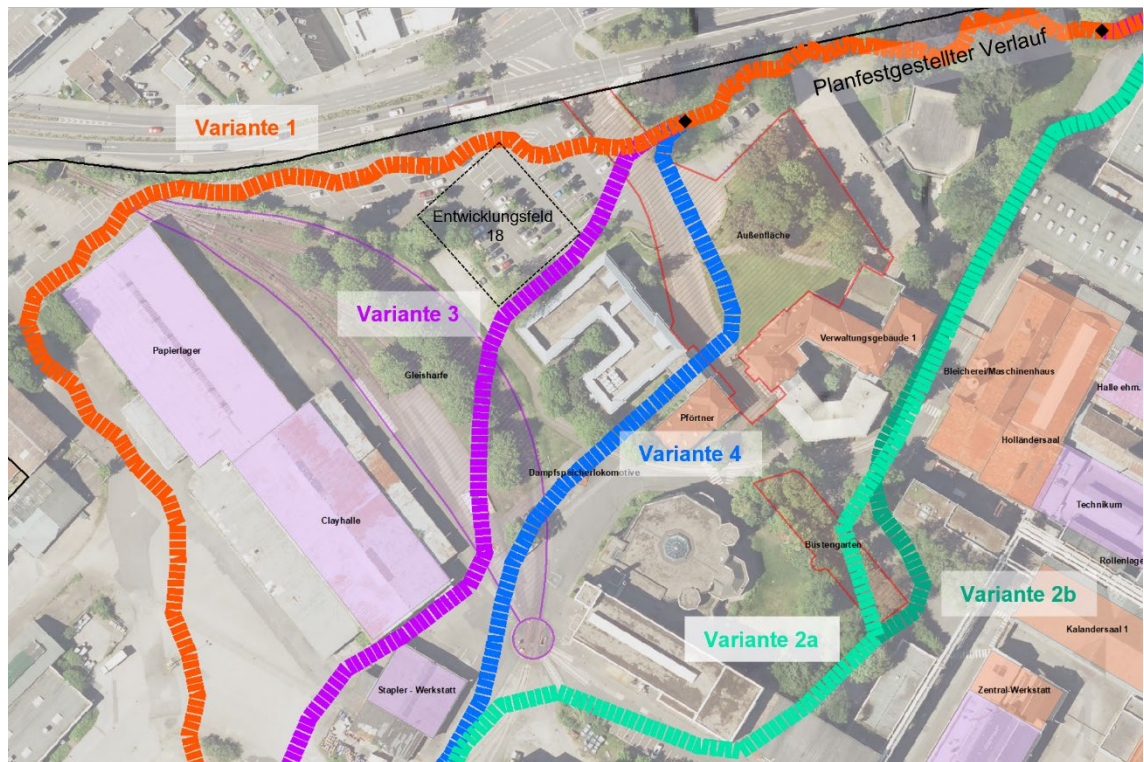 Planfestgestellter Verlauf
Variante 1
Entwicklungsfeld
18
Außenfläche
Variante 3
Verwaltungsgebäude 1
Papierlager
Gleisharfe
Bleicherei/Maschinenhaus
Halle ehm.
Pförtner
Holländersaal
Variante 4
Dampfspeicherlokomotive
Technikum
Clayhalle
Büstengarten
Rollenlage
Variante 2b
Variante 2a
Kalandersaal 1
Stapler - Werkstatt
Zentral-Werkstatt